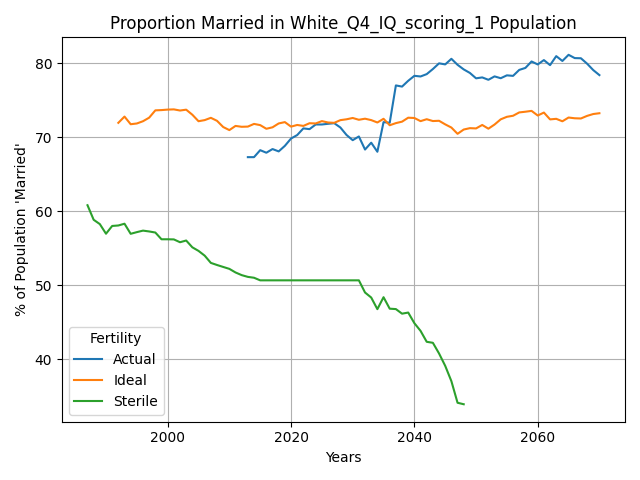 Proportion Married in White_Q4_IQ_scoring_1 Population
% of Population 'Married'
80
70
60
50
40
Fertility
Actual
Ideal
Sterile
2000
2020
2040
2060
Years